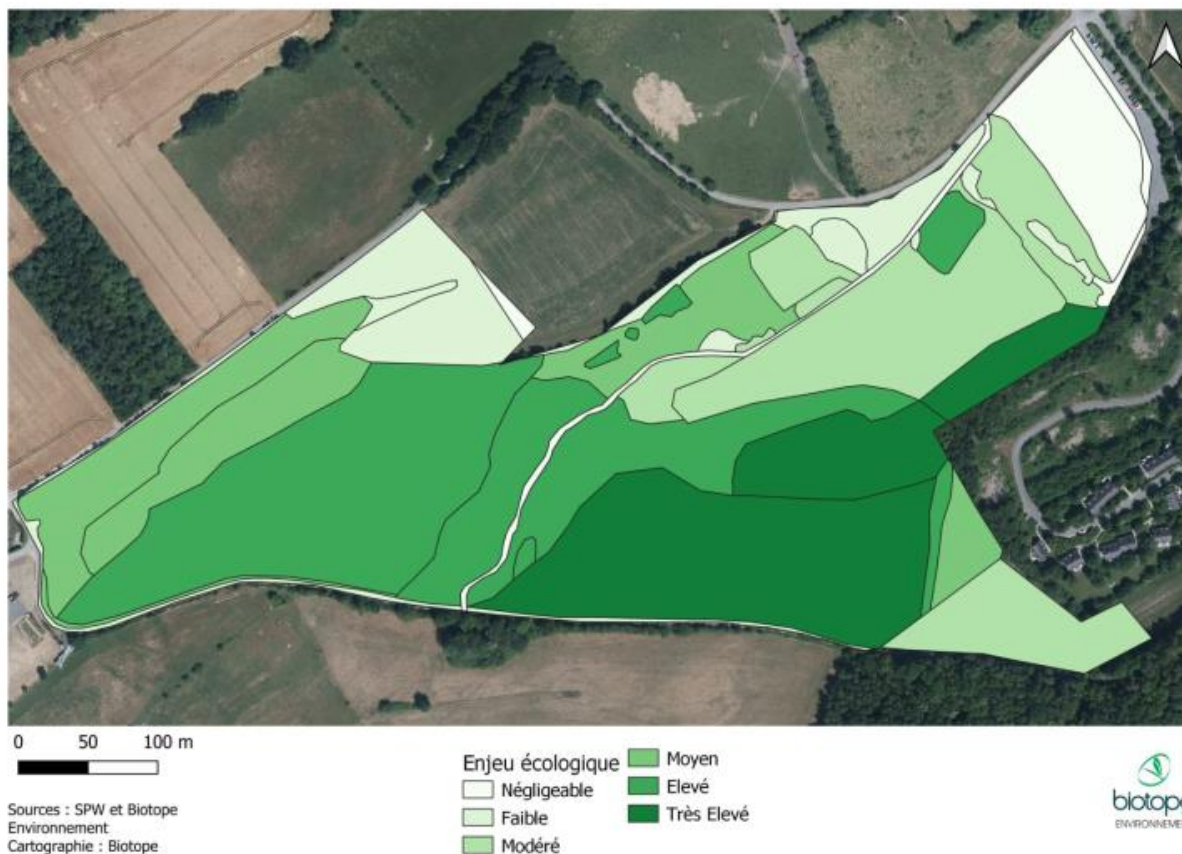 0 50 100 m
Sources : SPW et Biotope
Environnement
Cartographie : Biotope
Enjeu écologique
Négligeable
Faible
Modéré
Moyen
Elevé
Très Elevé
biotope
ENVIRONNEME